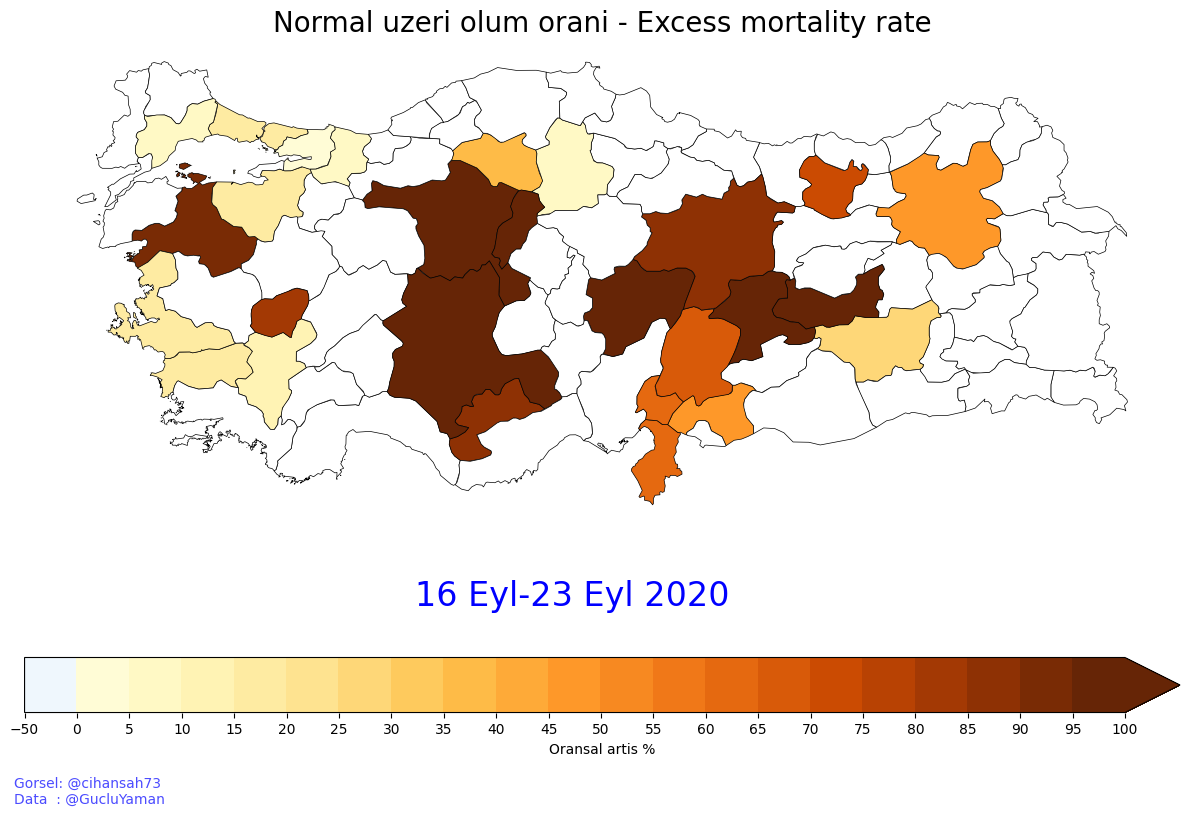 Normal uzeri olum orani - Excess mortality rate
16 Eyl-23 Eyl 2020
−50 0 5 10 15 20 25 30 35 40 45 50 55 60 65 70 75 80 85 90 95 100
Oransal artis %
Gorsel: @cihansah73
Data  : @GucluYaman